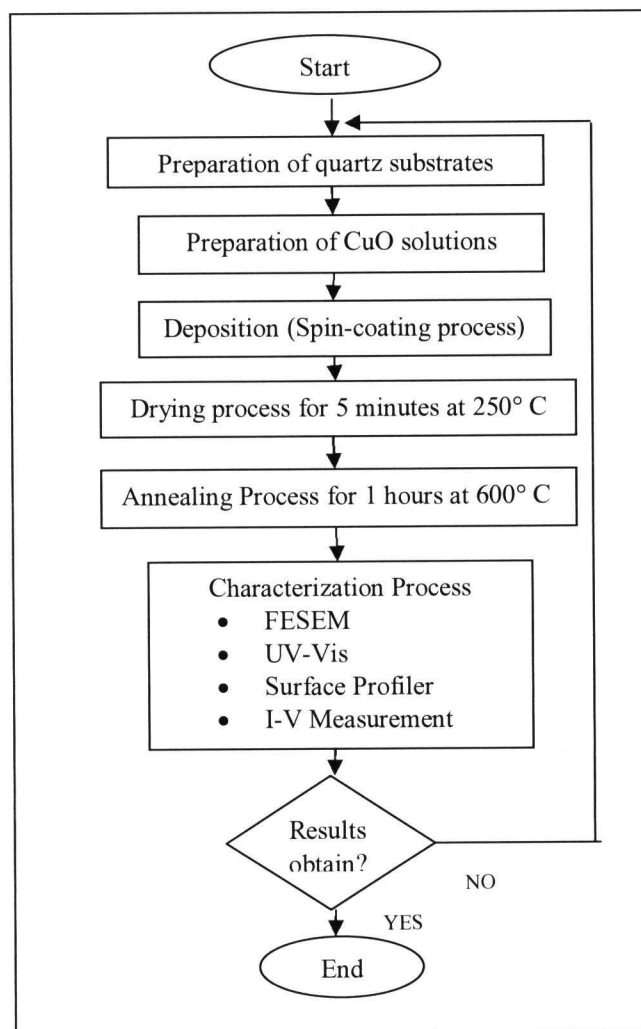 Start
Preparation of quartz substrates
Preparation of CuO solutions
Deposition (Spin-coating process)
Drying process for 5 minutes at 250° C
Annealing Process for 1 hours at 600° C
Characterization Process
• FESEM
• UV-Vis
• Surface Profiler
• I-V Measurement
Results
obtain?
NO
YES
End